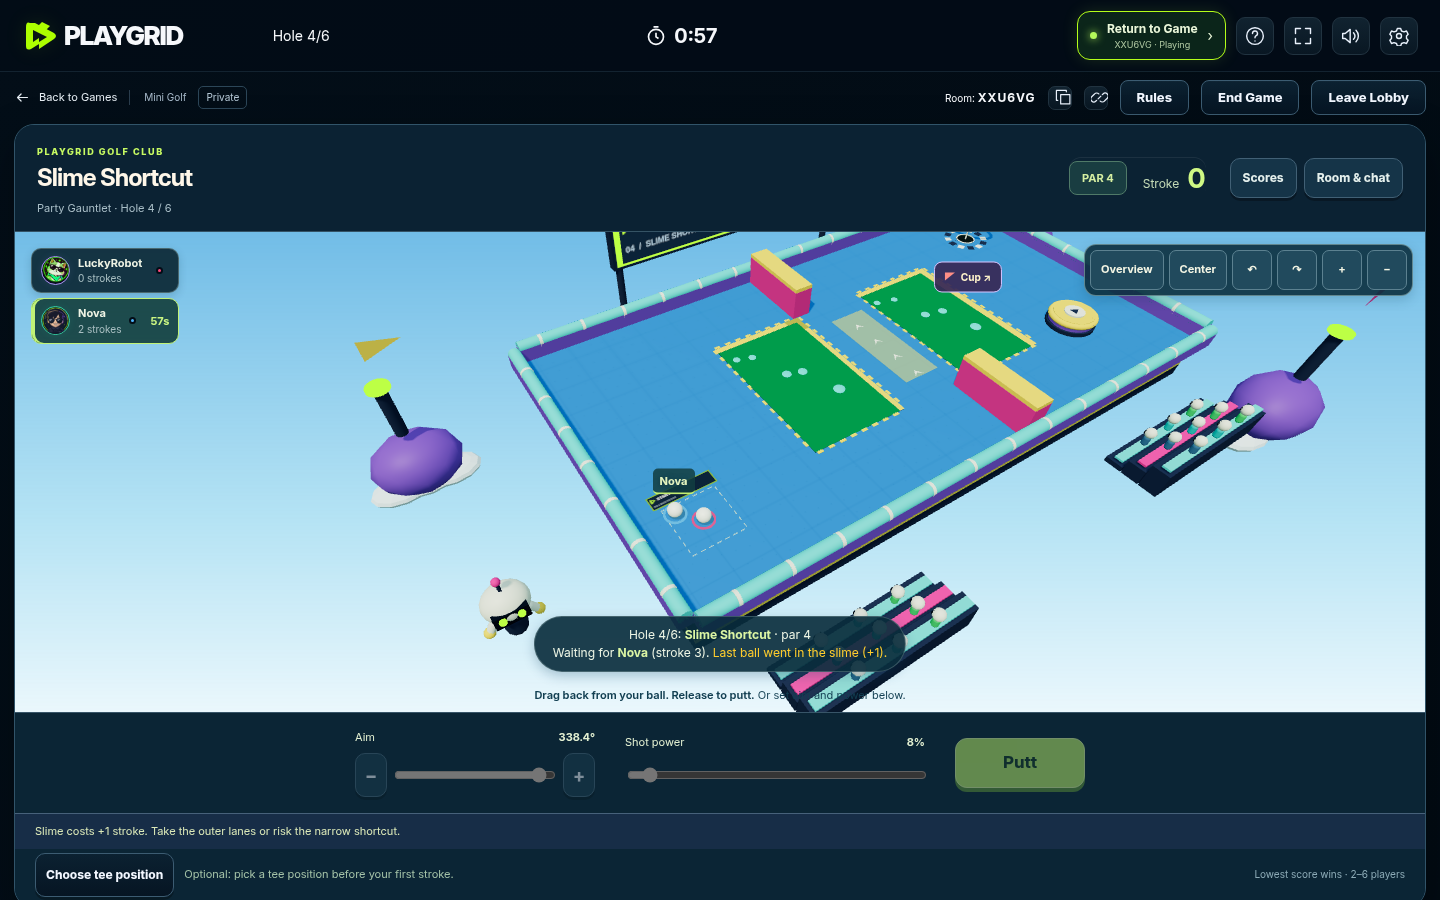 PLAYGRID
Hole 4/6
0:57
Return to Game
XXU6VG · Playing
Back to Games
Mini Golf
Private
Room: XXU6VG
Rules
End Game
Leave Lobby
PLAYGRID GOLF CLUB
Slime Shortcut
Party Gauntlet · Hole 4 / 6
PAR 4
Stroke 0
Scores
Room & chat
LuckyRobot
0 strokes
Nova
2 strokes
57s
04 / SLIME
Cup
Overview
Center
Nova
Hole 4/6: Slime Shortcut · par 4
Waiting for Nova (stroke 3). Last ball went in the slime (+1).
Drag back from your ball. Release to putt. Or and below.
Aim
338.4°
Shot power
8%
Putt
Slime costs +1 stroke. Take the outer lanes or risk the narrow shortcut.
Choose tee position
Optional: pick a tee position before your first stroke.
Lowest score wins · 2–6 players